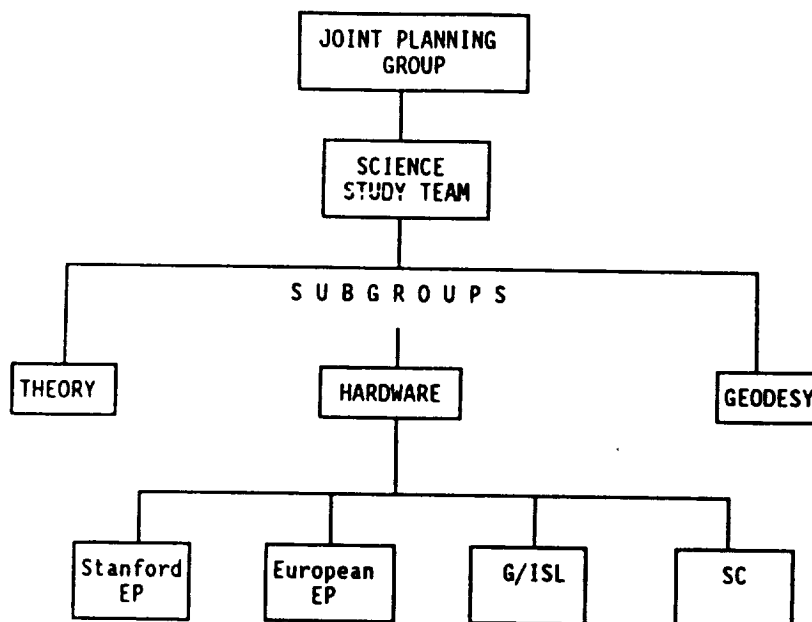 JOINT PLANNING
GROUP
SCIENCE
STUDY TEAM
S U B G R O U P S
THEORY
HARDWARE
GEODESY
Stanford
EP
European
EP
G/ISL
SC